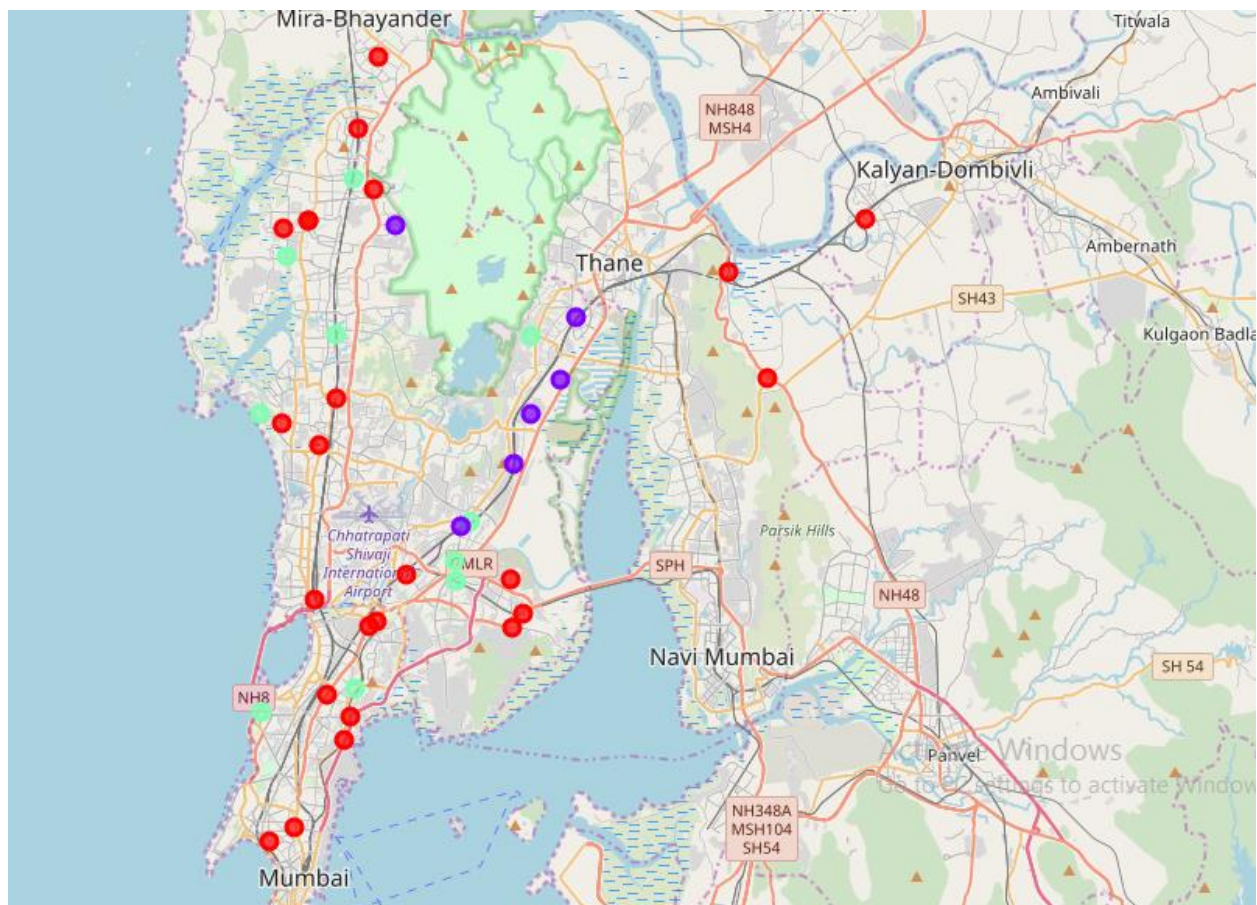 Mira-Bhayander
Titwala
Ambivali
NH848
MSH4
Kalyan-Dombivli
Ambernath
Thane
SH43
Kulgaon Badla
Chhatrapati
Shivaji
International
Airport
MLR
SPH
Parsik Hills
NH48
Navi Mumbai
SH 54
NH8
Activate Windows
Panvel
Go to PC settings to activate Window
NH348A
MSH104
SH54
Mumbai